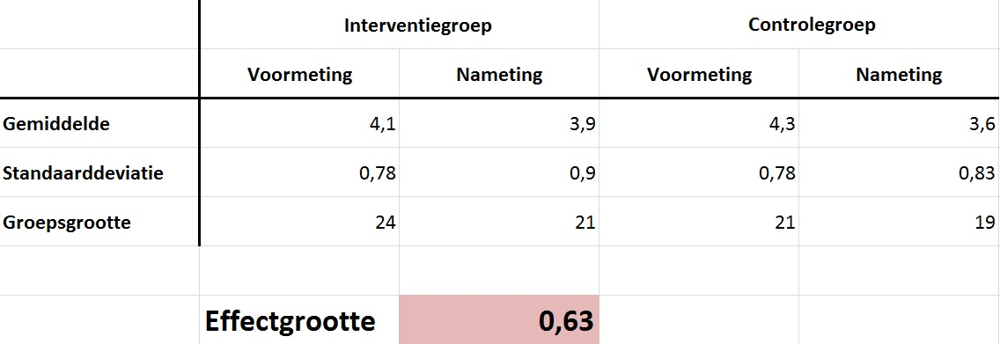 Interventiegroep Controlegroep
Voormeting Nameting Voormeting Nameting
Gemiddelde 4,1 3,9 4,3 3,6
Standaarddeviatie 0,78 0,9 0,78 0,83
Groepsgrootte 24 21 21 19
Effectgrootte 0,63